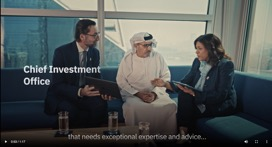 Chief Investment
Office
that needs exceptional expertise and advice...